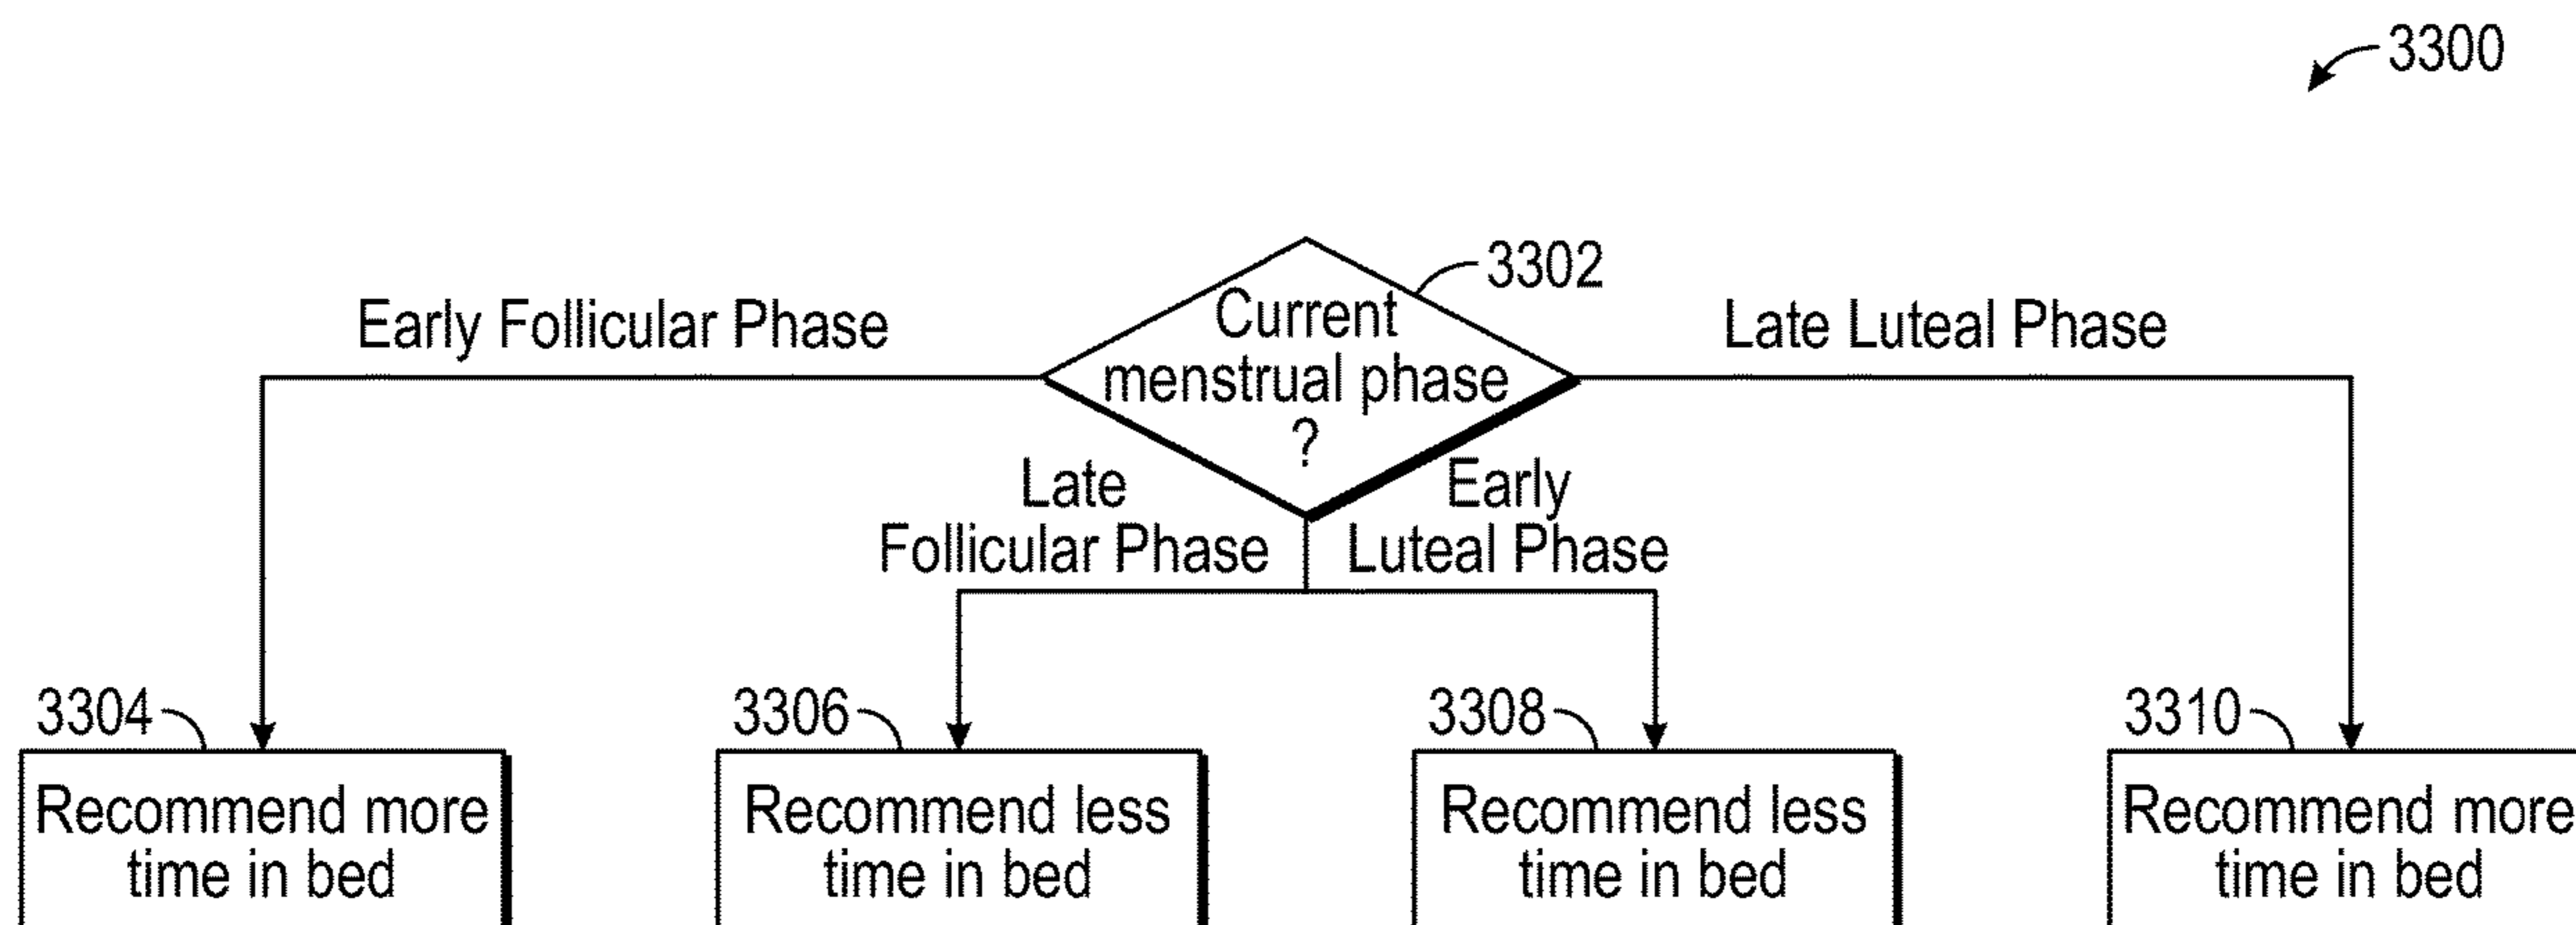 3300
3302
Current
menstrual phase
?
Early Follicular Phase
Late Luteal Phase
Late
Follicular Phase
Early
Luteal Phase
3304
Recommend more
time in bed
3306
Recommend less
time in bed
3308
Recommend less
time in bed
3310
Recommend more
time in bed